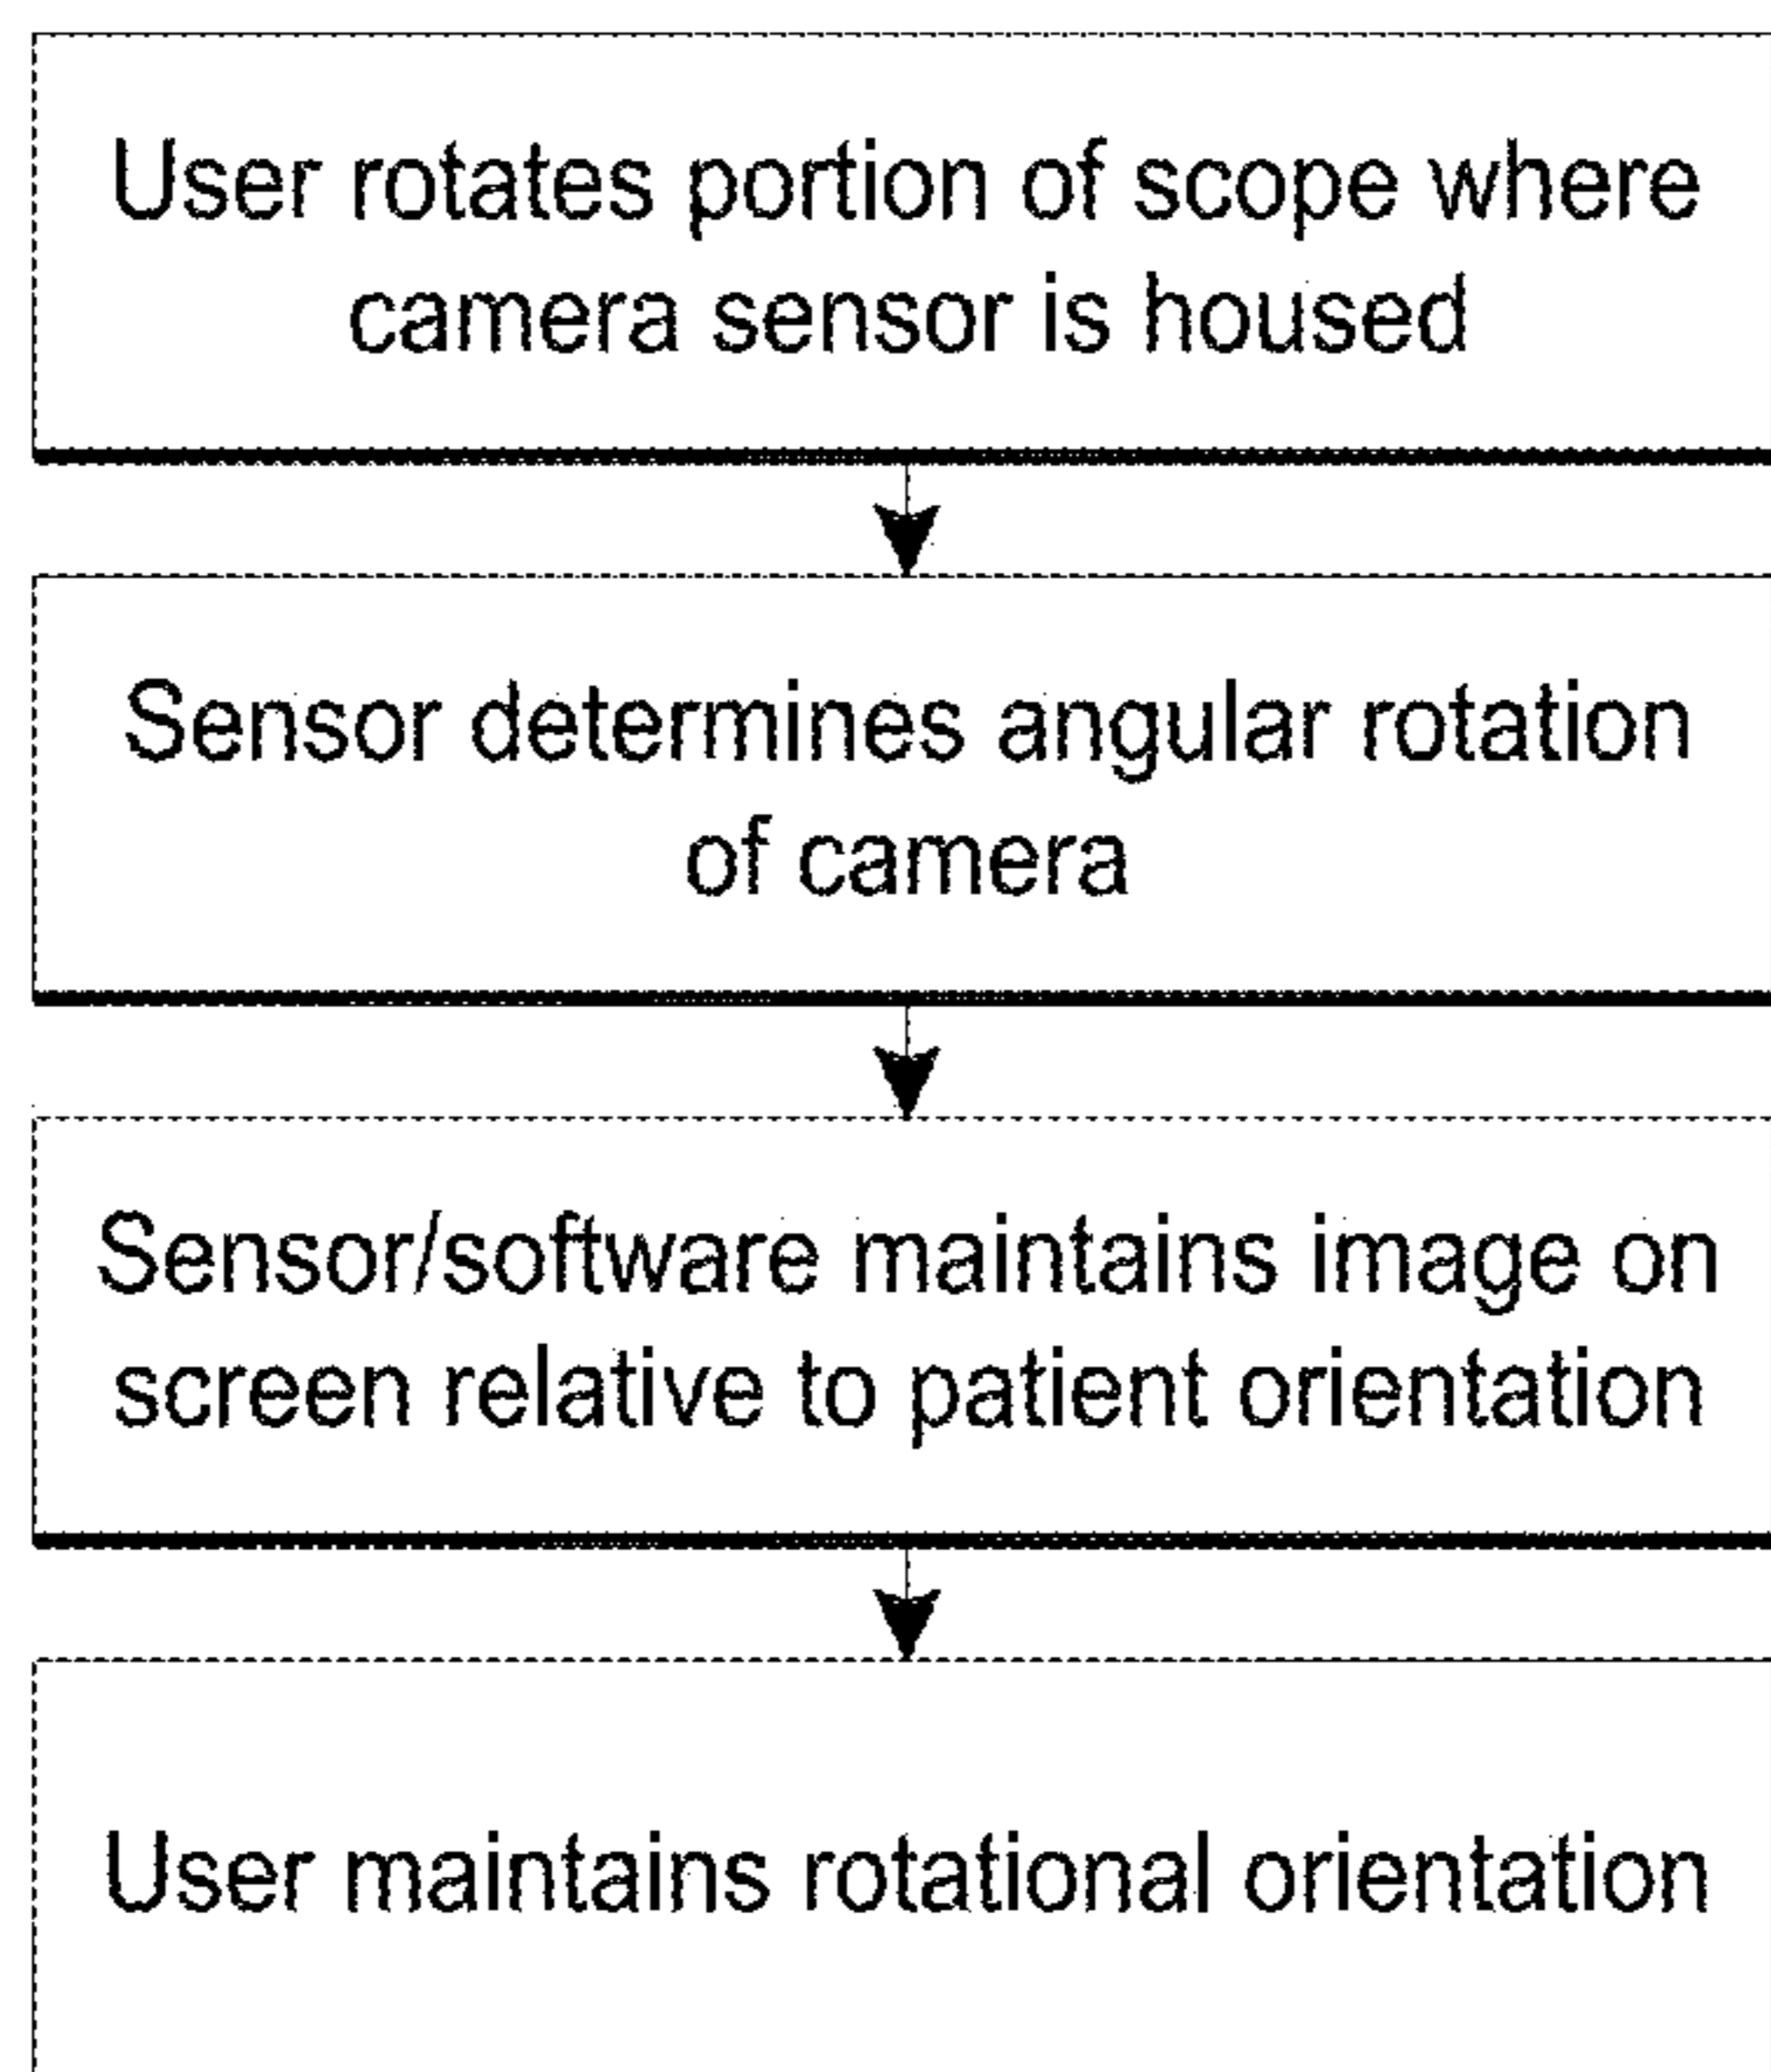 User rotates portion of scope where
camera sensor is housed
Sensor determines angular rotation
of camera
Sensor/software maintains image on
screen relative to patient orientation
User maintains rotational orientation